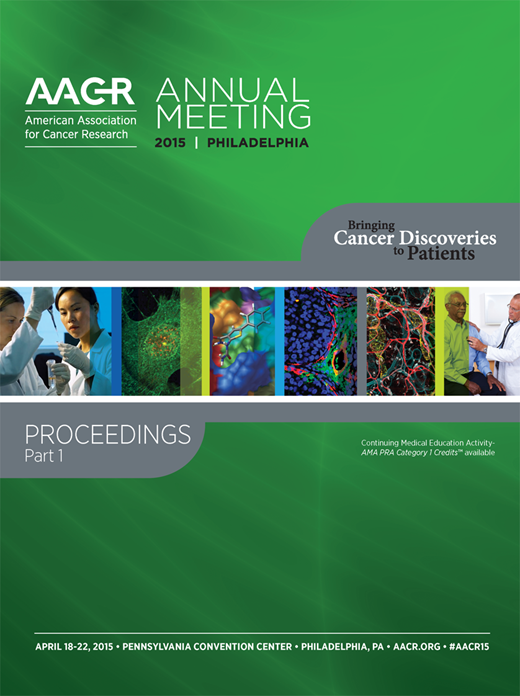 AACR
American Association
for Cancer Research
ANNUAL
MEETING
2015 | PHILADELPHIA
Bringing
Cancer Discoveries
to Patients
PROCEEDINGS
Part 1
Continuing Medical Education Activity-
AMA PRA Category 1 Credits™ available
APRIL 18-22, 2015 • PENNSYLVANIA CONVENTION CENTER • PHILADELPHIA, PA • AACR.ORG • #AACR15